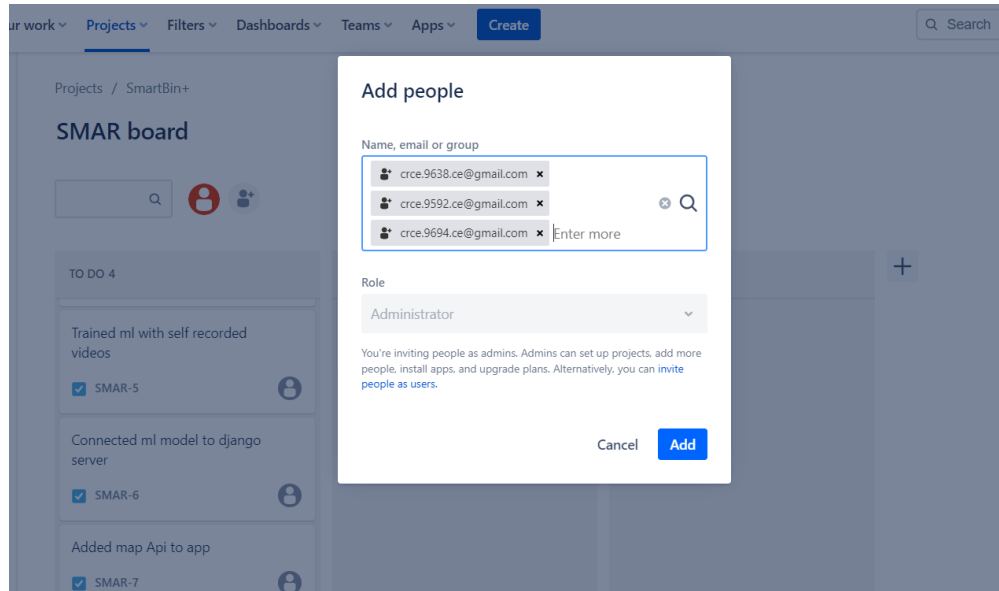 ur work Projects Filters Dashboards Teams Apps Create Search
Projects / SmartBin+
SMAR board
Add people
Name, email or group
crce.9638.ce@gmail.com ×
crce.9592.ce@gmail.com ×
crce.9694.ce@gmail.com × Enter more
Role
Administrator
You're inviting people as admins. Admins can set up projects, add more
people, install apps, and upgrade plans. Alternatively, you can invite
people as users.
Cancel Add
TO DO 4
Trained ml with self recorded
videos
SMAR-5
Connected ml model to django
server
SMAR-6
Added map Api to app
SMAR-7